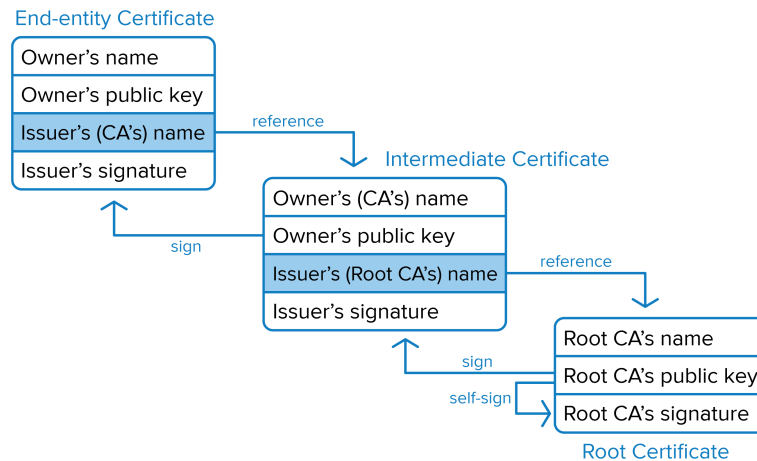 End-entity Certificate
Owner’s name
Owner’s public key
Issuer’s (CA’s) name
Issuer’s signature
reference
sign
Intermediate Certificate
Owner’s (CA’s) name
Owner’s public key
Issuer’s (Root CA’s) name
Issuer’s signature
reference
sign
self-sign
Root CA’s name
Root CA’s public key
Root CA’s signature
Root Certificate